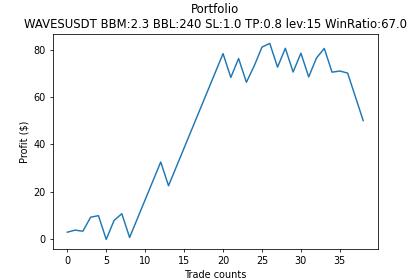 Portfolio
WAVESUSDT BBM:2.3 BBL:240 SL:1.0 TP:0.8 lev:15 WinRatio:67.0
80
60
40
20
0
Profit ($)
0 5 10 15 20 25 30 35
Trade counts